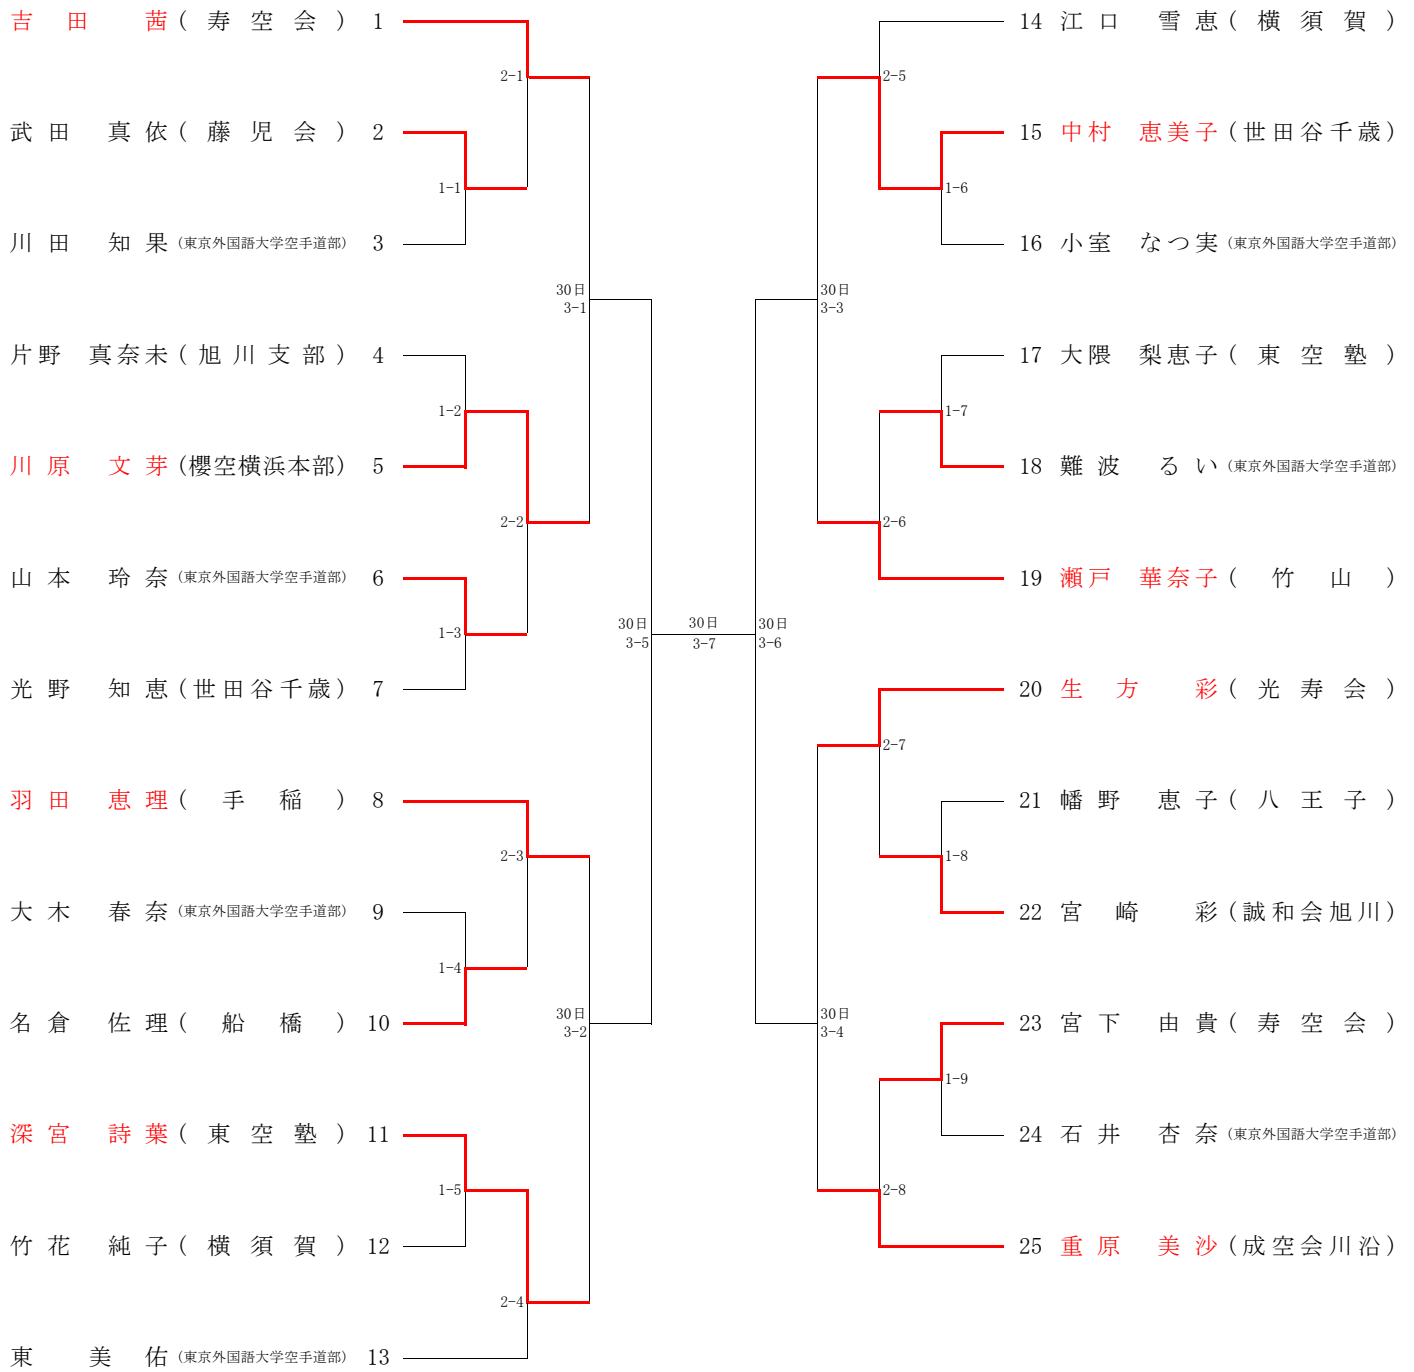 吉田 茜 (寿空会) 1
2-1
武田 真依 (藤児会) 2
1-1
川田 知果 (東京外国語大学空手道部) 3
30日
3-1
片野 真奈未 (旭川支部) 4
1-2
川原 文芽 (櫻空横浜本部) 5
2-2
山本 玲奈 (東京外国語大学空手道部) 6
1-3
光野 知恵 (世田谷千歳) 7
30日
3-5
羽田 恵理 (手稲) 8
2-3
大木 春奈 (東京外国語大学空手道部) 9
1-4
名倉 佐理 (船橋) 10
30日
3-2
深宮 詩葉 (東空塾) 11
1-5
竹花 純子 (横須賀) 12
2-4
東 美佑 (東京外国語大学空手道部) 13
30日
3-7
14 江口 雪恵 (横須賀)
2-5
15 中村 恵美子 (世田谷千歳)
1-6
16 小室 なつ実 (東京外国語大学空手道部)
30日
3-3
17 大隈 梨恵子 (東空塾)
1-7
18 難波 るい (東京外国語大学空手道部)
2-6
19 瀬戸 華奈子 (竹山)
30日
3-6
20 生方 彩 (光寿会)
2-7
21 幡野 恵子 (八王子)
1-8
22 宮崎 彩 (誠和会旭川)
30日
3-4
23 宮下 由貴 (寿空会)
1-9
24 石井 杏奈 (東京外国語大学空手道部)
2-8
25 重原 美沙 (成空会川沿)